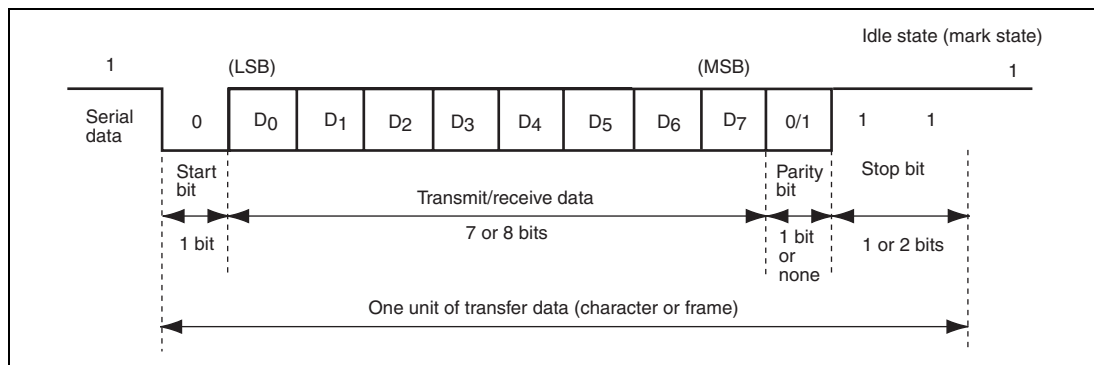 Idle state (mark state)
1 (LSB) (MSB) 1
Serial data 0 D0 D1 D2 D3 D4 D5 D6 D7 0/1 1 1
Start bit Transmit/receive data Parity bit Stop bit
1 bit 7 or 8 bits 1 bit or none 1 or 2 bits
One unit of transfer data (character or frame)